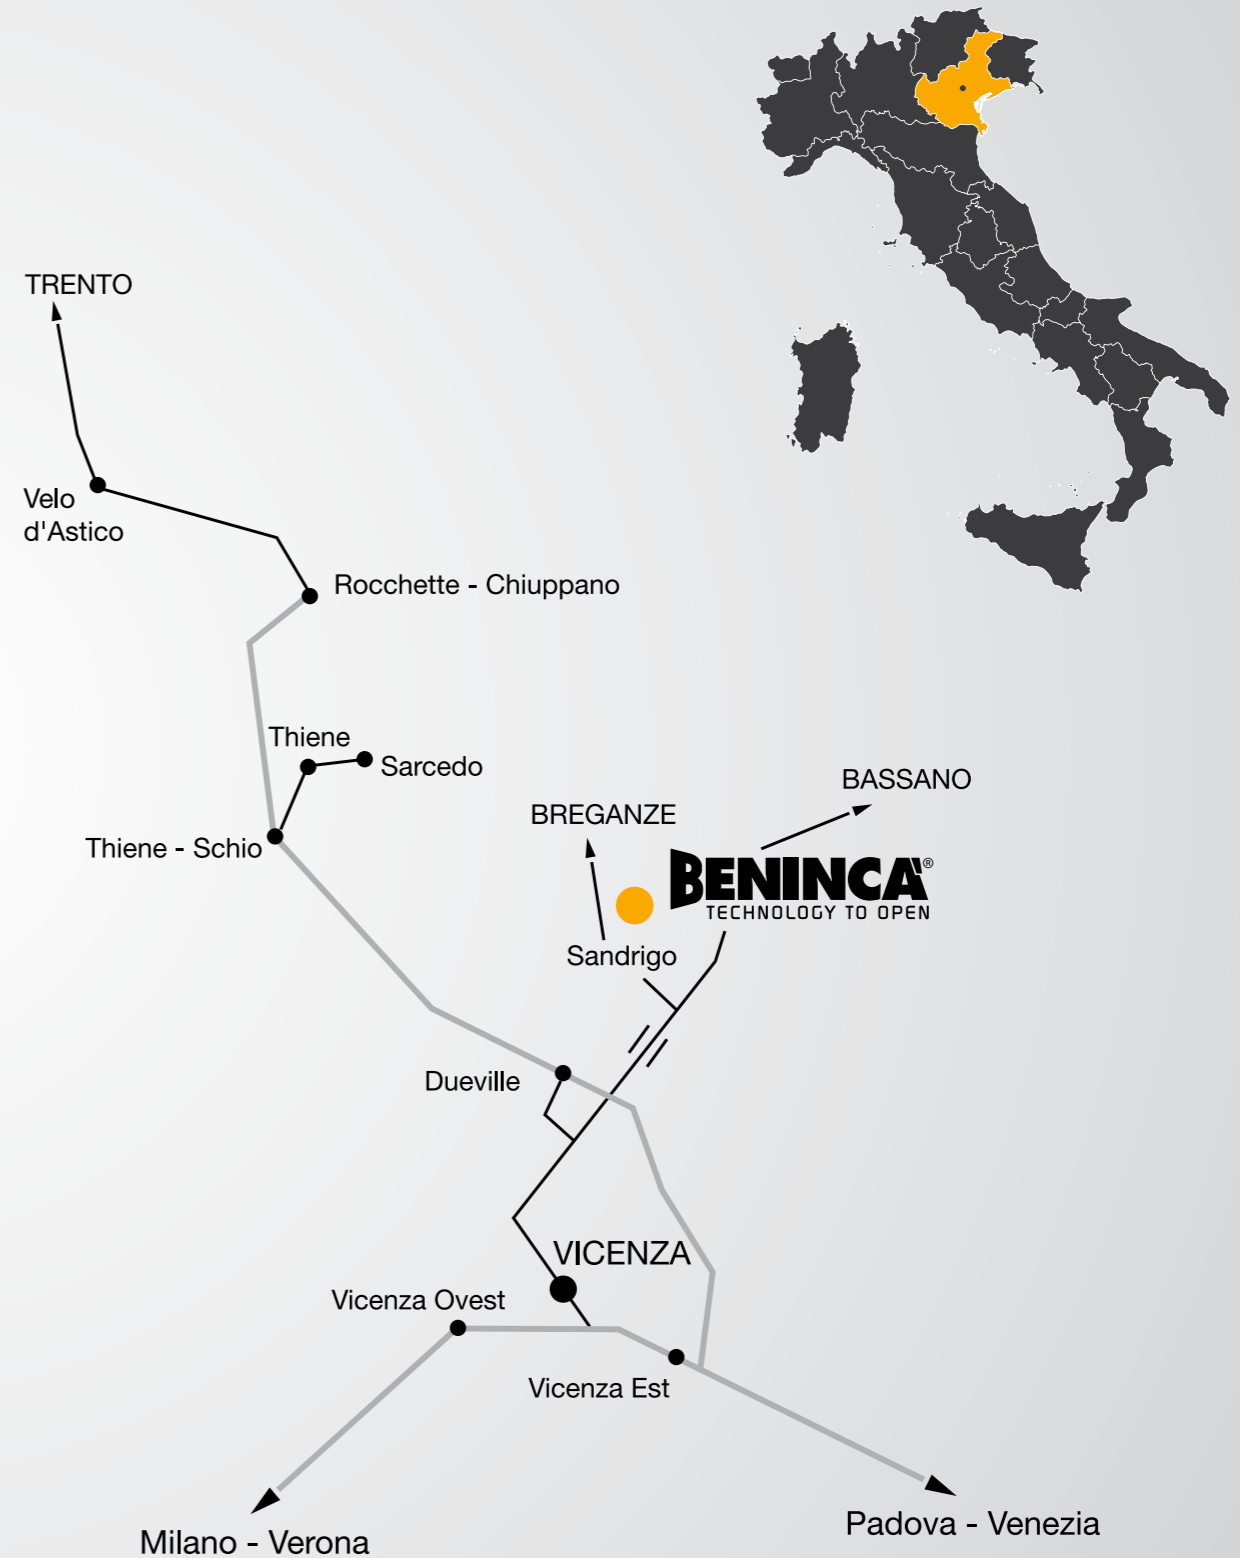 TRENTO
Velo
d'Astico
Rocchette - Chiuppano
Thiene
Sarcedo
Thiene - Schio
BASSANO
BREGANZE
BENINCÀ®
TECHNOLOGY TO OPEN
Sandrigo
Dueville
VICENZA
Vicenza Ovest
Vicenza Est
Padova - Venezia
Milano - Verona